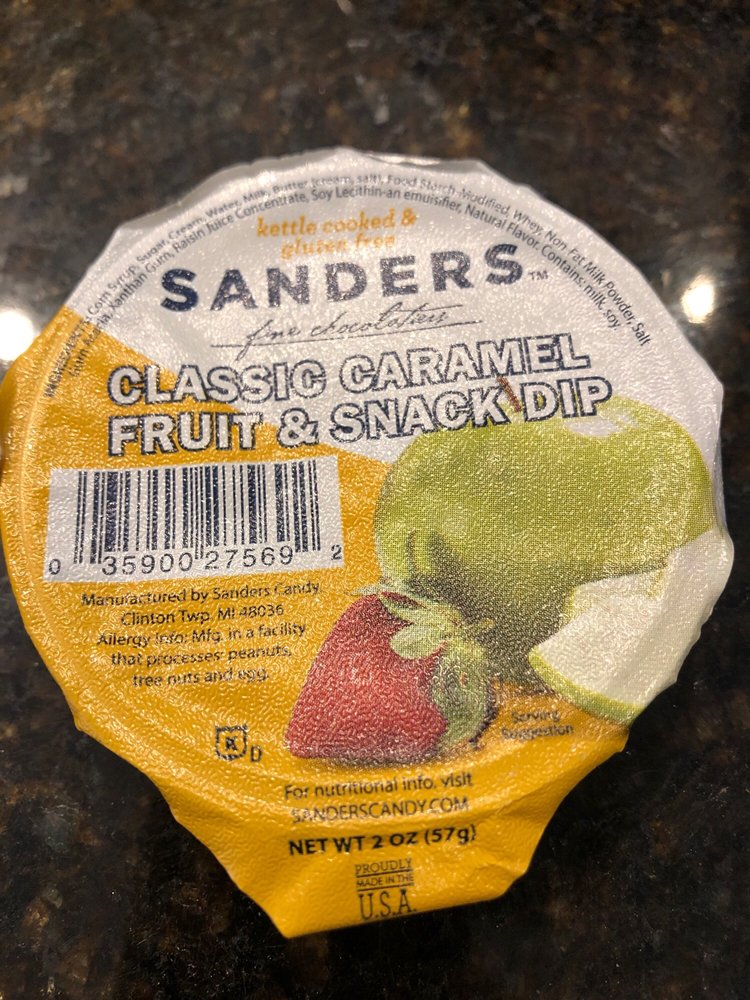 INGREDIENTS: Corn Syrup, Sugar, Cream, Water, Milk, Butter (cream, salt), Food Starch-Modified, Whey, Non-Fat Milk Powder, Salt
Xanthan Gum, Raisin Juice Concentrate, Soy Lecithin-an emulsifier, Natural Flavor. Contains: milk, soy
kettle cooked &
gluten free
SANDERS™
fine chocolatiers
CLASSIC CARAMEL
FRUIT & SNACK DIP
0 35900 27569 2
Manufactured by Sanders Candy
Clinton Twp. MI 48036
Allergy Info: Mfg. in a facility
that processes peanuts,
tree nuts and egg.
K D
Serving
Suggestion
For nutritional info. visit
SANDERSCANDY.COM
NET WT 2 OZ (57g)
PROUDLY
MADE IN THE
U.S.A.